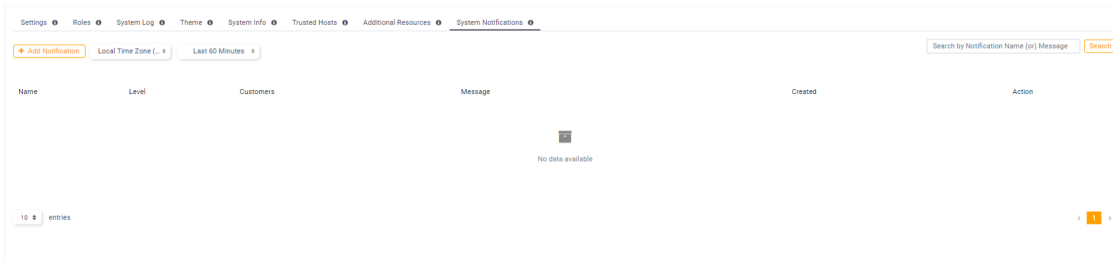 Settings Roles System Log Theme System Info Trusted Hosts Additional Resources System Notifications
+ Add Notification Local Time Zone (... Last 60 Minutes Search by Notification Name (or) Message Search
Name Level Customers Message Created Action
No data available
10 entries < 1 >